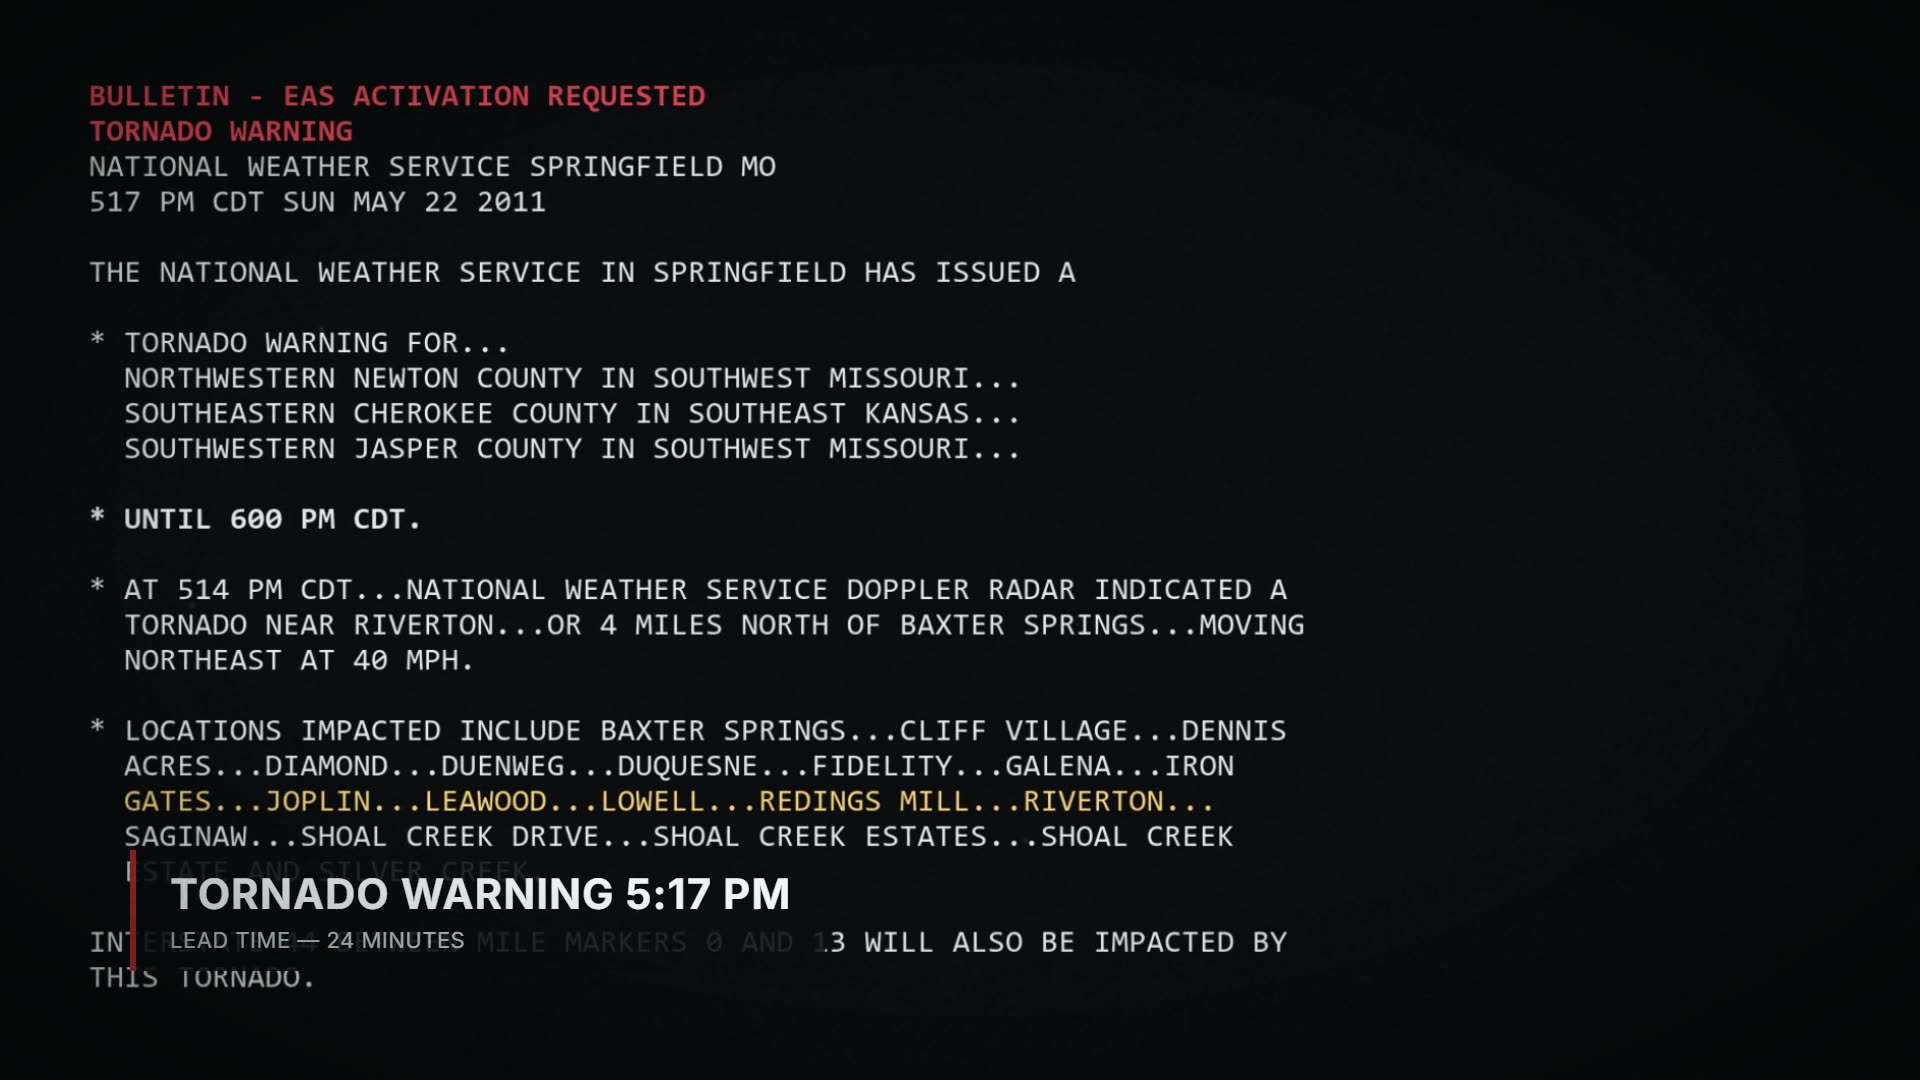 BULLETIN - EAS ACTIVATION REQUESTED
TORNADO WARNING
NATIONAL WEATHER SERVICE SPRINGFIELD MO
517 PM CDT SUN MAY 22 2011
THE NATIONAL WEATHER SERVICE IN SPRINGFIELD HAS ISSUED A
* TORNADO WARNING FOR...
NORTHWESTERN NEWTON COUNTY IN SOUTHWEST MISSOURI...
SOUTHEASTERN CHEROKEE COUNTY IN SOUTHEAST KANSAS...
SOUTHWESTERN JASPER COUNTY IN SOUTHWEST MISSOURI...
* UNTIL 600 PM CDT.
* AT 514 PM CDT...NATIONAL WEATHER SERVICE DOPPLER RADAR INDICATED A
TORNADO NEAR RIVERTON...OR 4 MILES NORTH OF BAXTER SPRINGS...MOVING
NORTHEAST AT 40 MPH.
* LOCATIONS IMPACTED INCLUDE BAXTER SPRINGS...CLIFF VILLAGE...DENNIS
ACRES...DIAMOND...DUENWEG...DUQUESNE...FIDELITY...GALENA...IRON
GATES...JOPLIN...LEAWOOD...LOWELL...REDINGS MILL...RIVERTON...
SAGINAW...SHOAL CREEK DRIVE...SHOAL CREEK ESTATES...SHOAL CREEK
ESTATE AND SILVER CREEK.
TORNADO WARNING 5:17 PM
LEAD TIME — 24 MINUTES
MILE MARKERS 0 AND 13 WILL ALSO BE IMPACTED BY
THIS TORNADO.